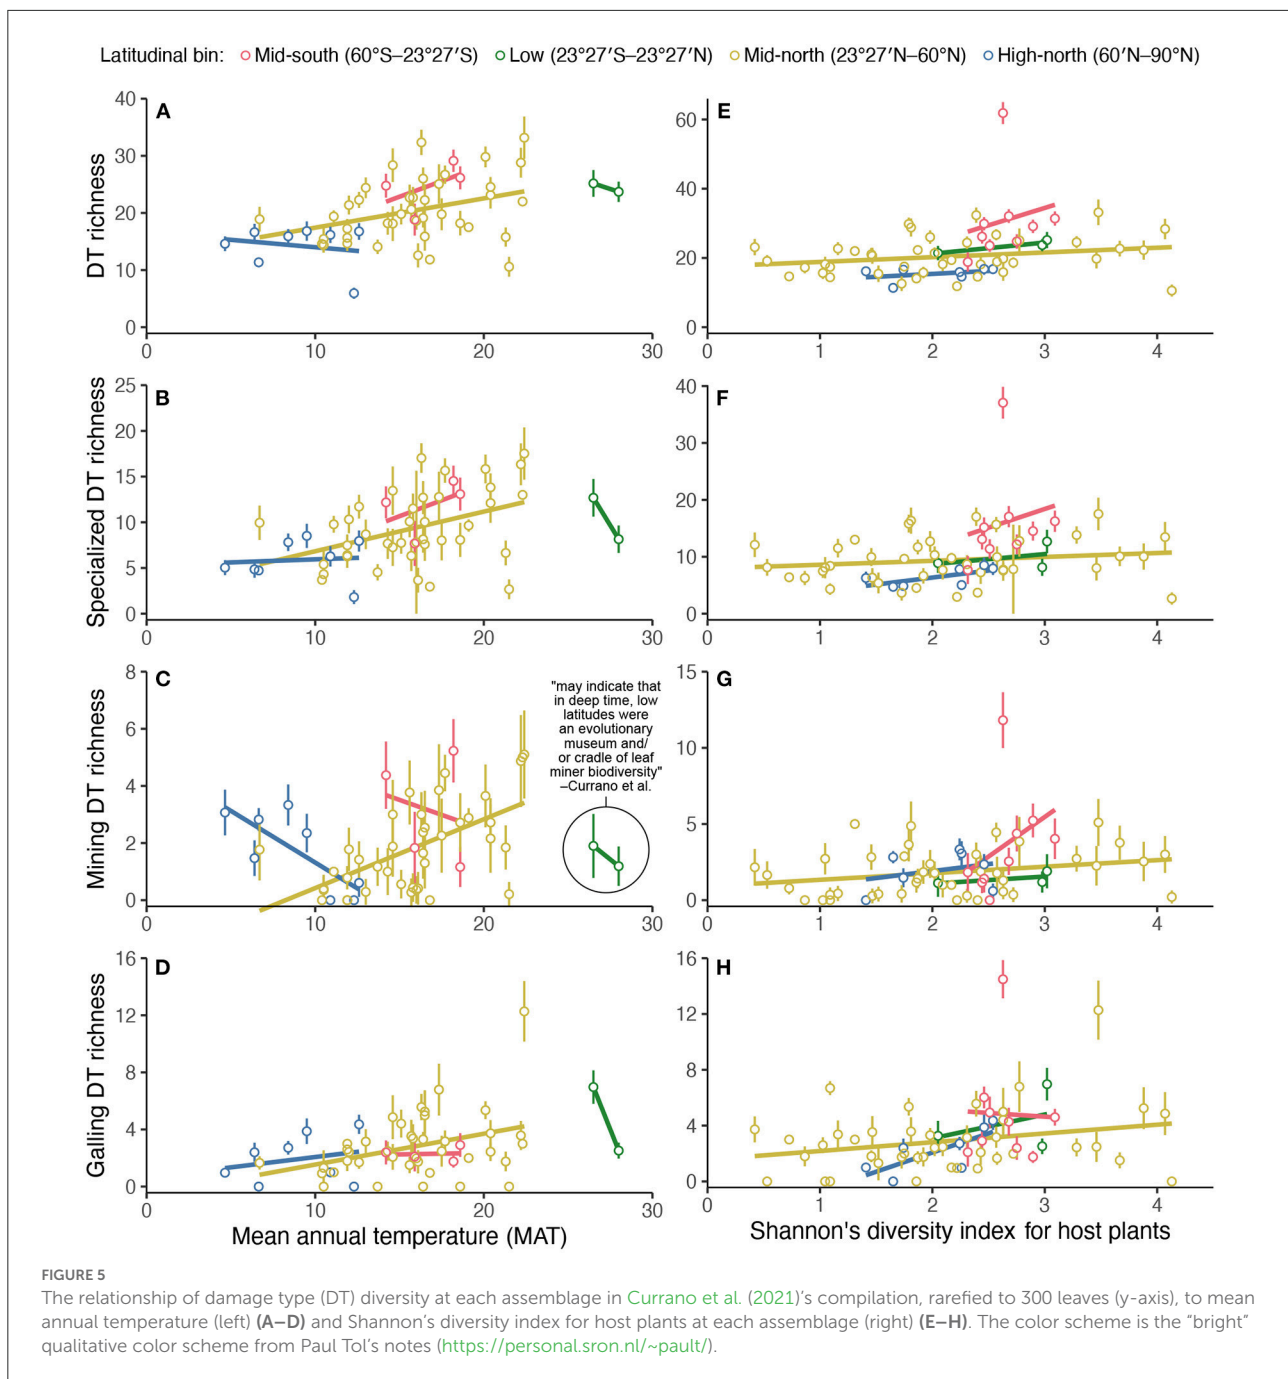 Latitudinal bin: Mid-south (60°S–23°27′S) Low (23°27′S–23°27′N) Mid-north (23°27′N–60°N) High-north (60′N–90°N)
A
DT richness
40
30
20
10
0
0 10 20 30
E
60
40
20
0
0 1 2 3 4
B
Specialized DT richness
25
20
15
10
5
0
0 10 20 30
F
40
30
20
10
0
0 1 2 3 4
C
Mining DT richness
8
6
4
2
0
0 10 20 30
"may indicate that
in deep time, low
latitudes were
an evolutionary
museum and/
or cradle of leaf
miner biodiversity"
–Currano et al.
G
15
10
5
0
0 1 2 3 4
D
Galling DT richness
16
12
8
4
0
0 10 20 30
Mean annual temperature (MAT)
H
16
12
8
4
0
0 1 2 3 4
Shannon's diversity index for host plants
FIGURE 5
The relationship of damage type (DT) diversity at each assemblage in Currano et al. (2021)'s compilation, rarefied to 300 leaves (y-axis), to mean
annual temperature (left) (A–D) and Shannon's diversity index for host plants at each assemblage (right) (E–H). The color scheme is the "bright"
qualitative color scheme from Paul Tol's notes (https://personal.sron.nl/~pault/).